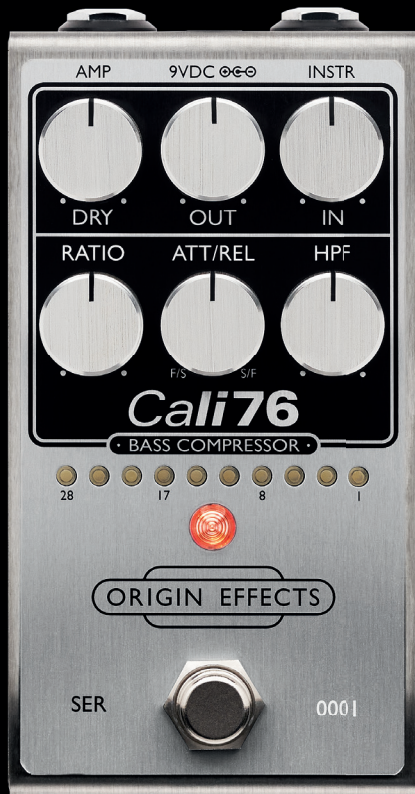 AMP 9VDC INSTR
DRY OUT IN
RATIO ATT/REL HPF
F/S S/F
Cali76
· BASS COMPRESSOR ·
28 17 8 1
ORIGIN EFFECTS
SER 0001